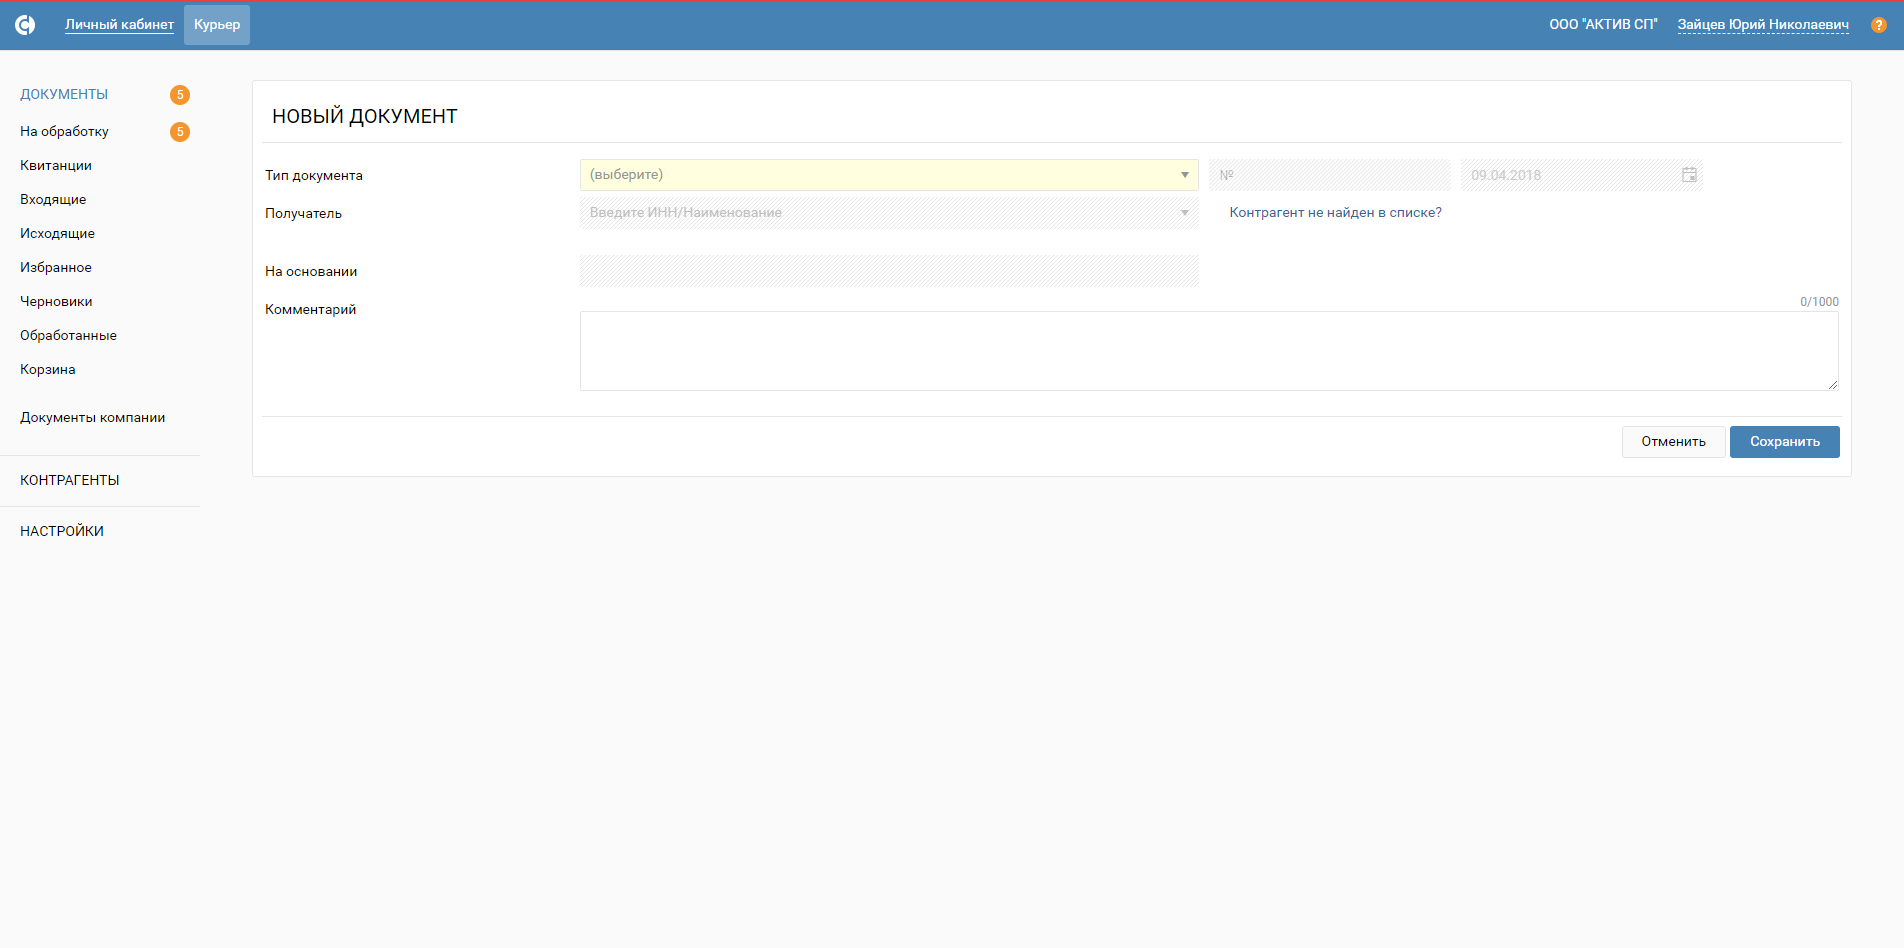 Личный кабинет Курьер ООО "АКТИВ СП" Зайцев Юрий Николаевич ?
ДОКУМЕНТЫ 5
На обработку 5
Квитанции
Входящие
Исходящие
Избранное
Черновики
Обработанные
Корзина
Документы компании
КОНТРАГЕНТЫ
НАСТРОЙКИ
НОВЫЙ ДОКУМЕНТ
Тип документа (выберите) № 09.04.2018
Получатель Введите ИНН/Наименование Контрагент не найден в списке?
На основании
Комментарий 0/1000
Отменить Сохранить